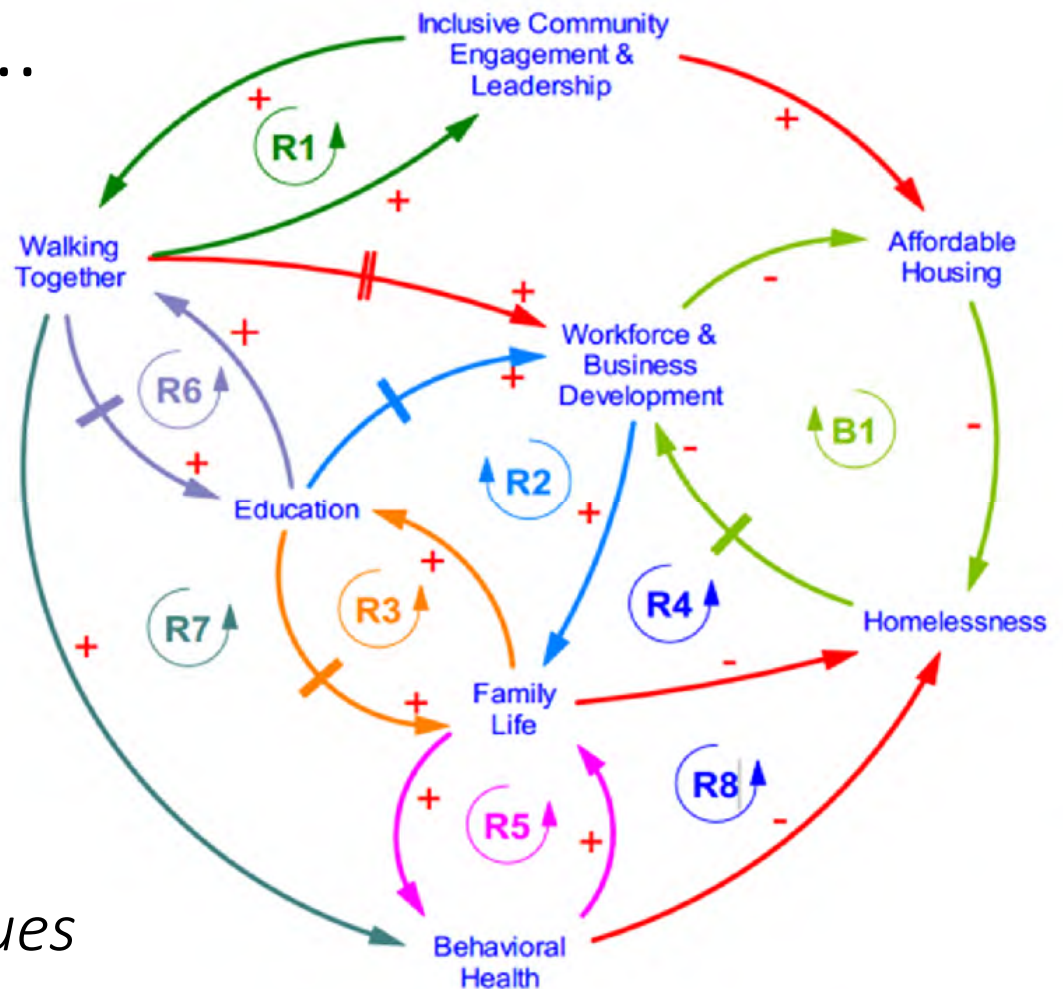 ..
Inclusive Community
Engagement &
Leadership
+
+
R1
+
Walking
Together
Affordable
Housing
+
+
-
Workforce &
Business
Development
R6
+
B1
-
-
+
R2
Education
+
+
R3
R4
Homelessness
R7
+
-
+
Family
Life
R8
+
R5
+
-
ues
Behavioral
Health